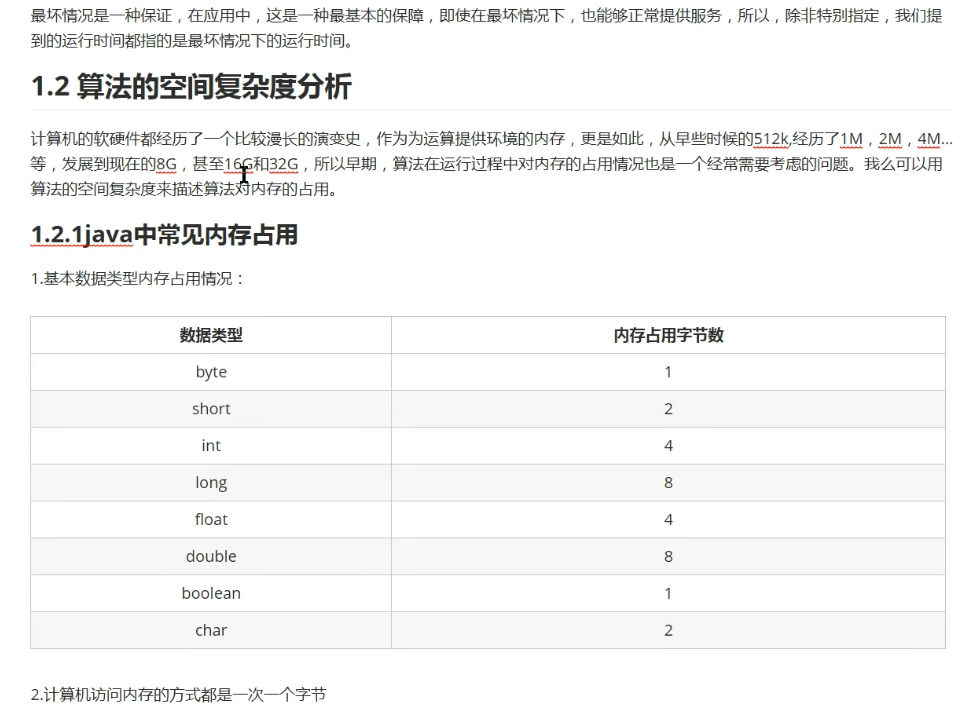 最坏情况是一种保证，在应用中，这是一种最基本的保障，即使在最坏情况下，也能够正常提供服务，所以，除非特别指定，我们提
到的运行时间都指的是最坏情况下的运行时间。
1.2 算法的空间复杂度分析
计算机的软硬件都经历了一个比较漫长的演变史，作为为运算提供环境的内存，更是如此，从早些时候的512k,经历了1M，2M，4M...
等，发展到现在的8G，甚至16G和32G，所以早期，算法在运行过程中对内存的占用情况也是一个经常需要考虑的问题。我么可以用
算法的空间复杂度来描述算法对内存的占用。
1.2.1java中常见内存占用
1.基本数据类型内存占用情况：
数据类型 内存占用字节数
byte 1
short 2
int 4
long 8
float 4
double 8
boolean 1
char 2
2.计算机访问内存的方式都是一次一个字节